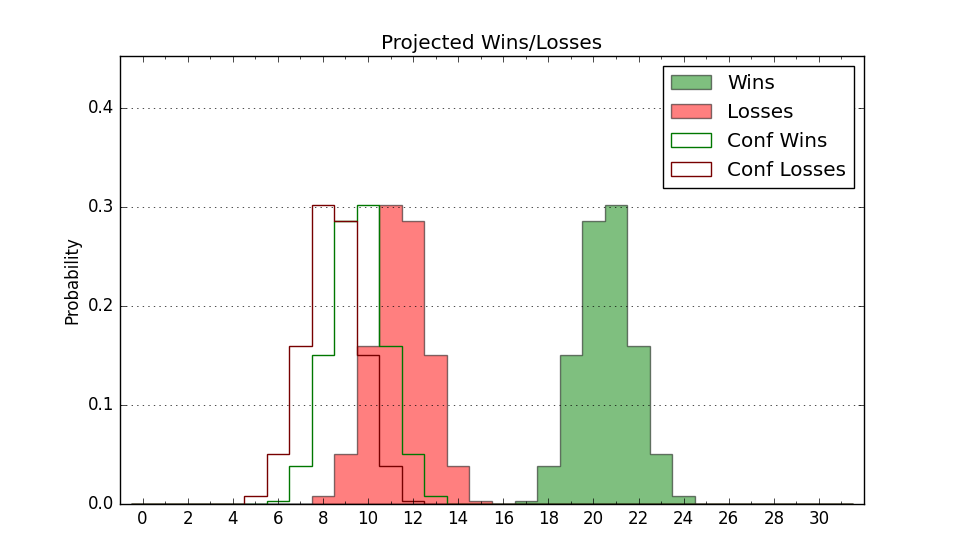 Projected Wins/Losses
Wins
Losses
Conf Wins
Conf Losses
Probability
0.4
0.3
0.2
0.1
0.0
0 2 4 6 8 10 12 14 16 18 20 22 24 26 28 30